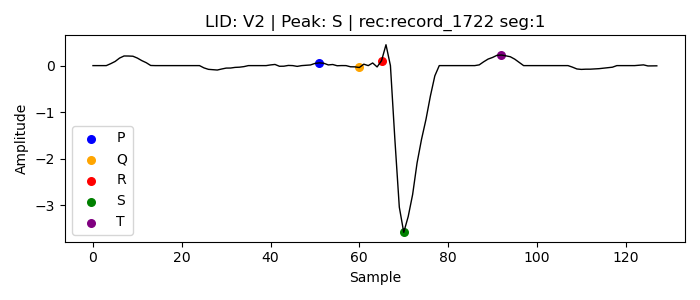 LID: V2 | Peak: S | rec:record_1722 seg:1
Amplitude
0
−1
−2
−3
P
Q
R
S
T
0 20 40 60 80 100 120
Sample